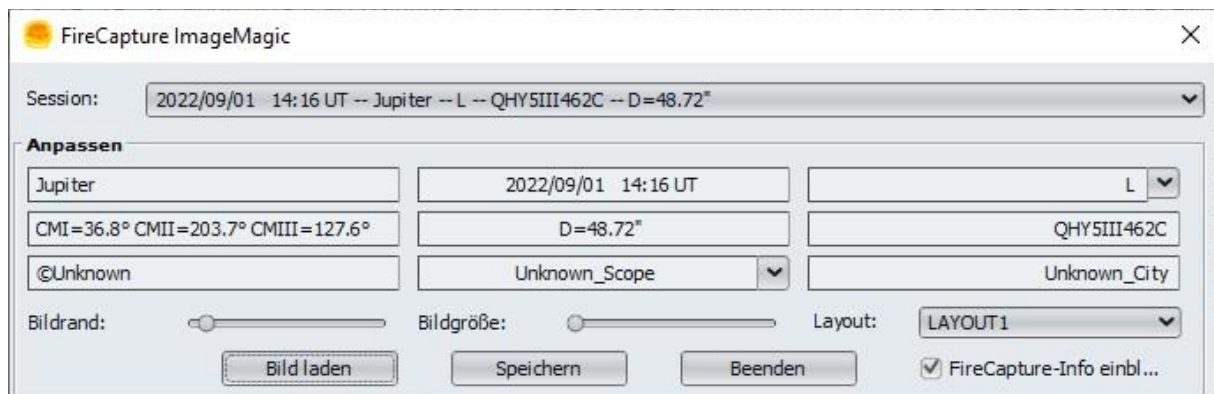 FireCapture ImageMagic
Session: 2022/09/01 14:16 UT -- Jupiter -- L -- QHY5III462C -- D=48.72"
Anpassen
Jupiter 2022/09/01 14:16 UT L
CMI=36.8° CMII=203.7° CMIII=127.6° D=48.72" QHY5III462C
©Unknown Unknown_Scope Unknown_City
Bildrand: Bildgröße: Layout: LAYOUT1
Bild laden Speichern Beenden FireCapture-Info einbl...